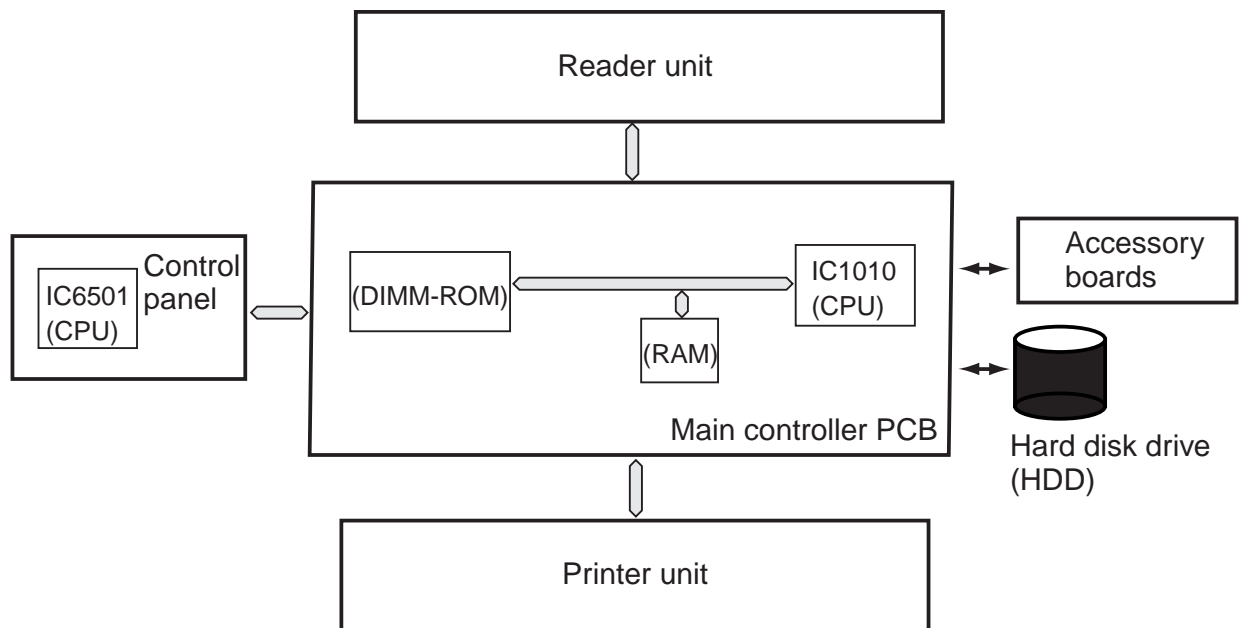 Reader unit
Control
panel
IC6501
(CPU)
(DIMM-ROM)
IC1010
(CPU)
(RAM)
Main controller PCB
Accessory
boards
Hard disk drive
(HDD)
Printer unit